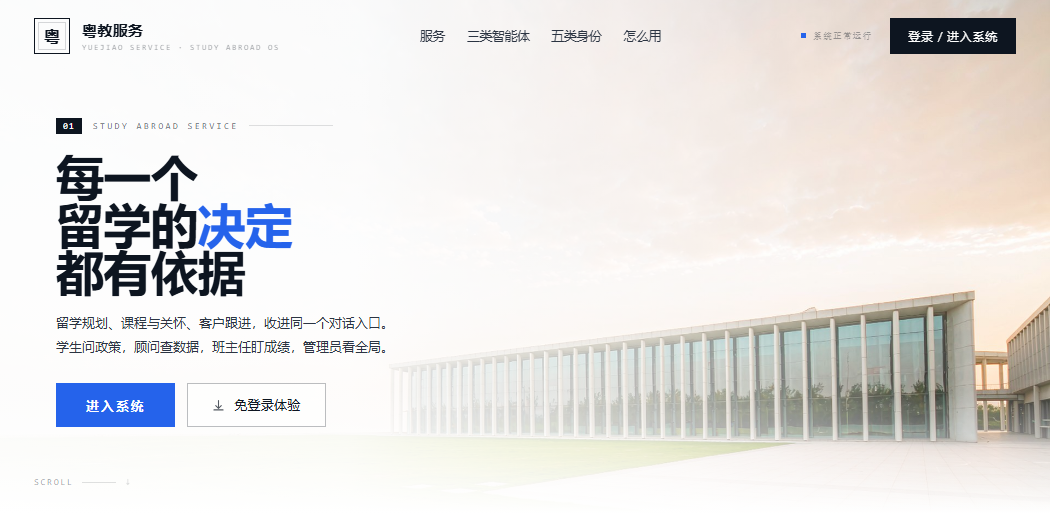 粤
粤教服务
YUEJIAO SERVICE · STUDY ABROAD OS
服务
三类智能体
五类身份
怎么用
系统正常运行
登录 / 进入系统
01
STUDY ABROAD SERVICE
每一个
留学的决定
都有依据
留学规划、课程与关怀、客户跟进，收进同一个对话入口。
学生问政策，顾问查数据，班主任盯成绩，管理员看全局。
进入系统
免登录体验
SCROLL